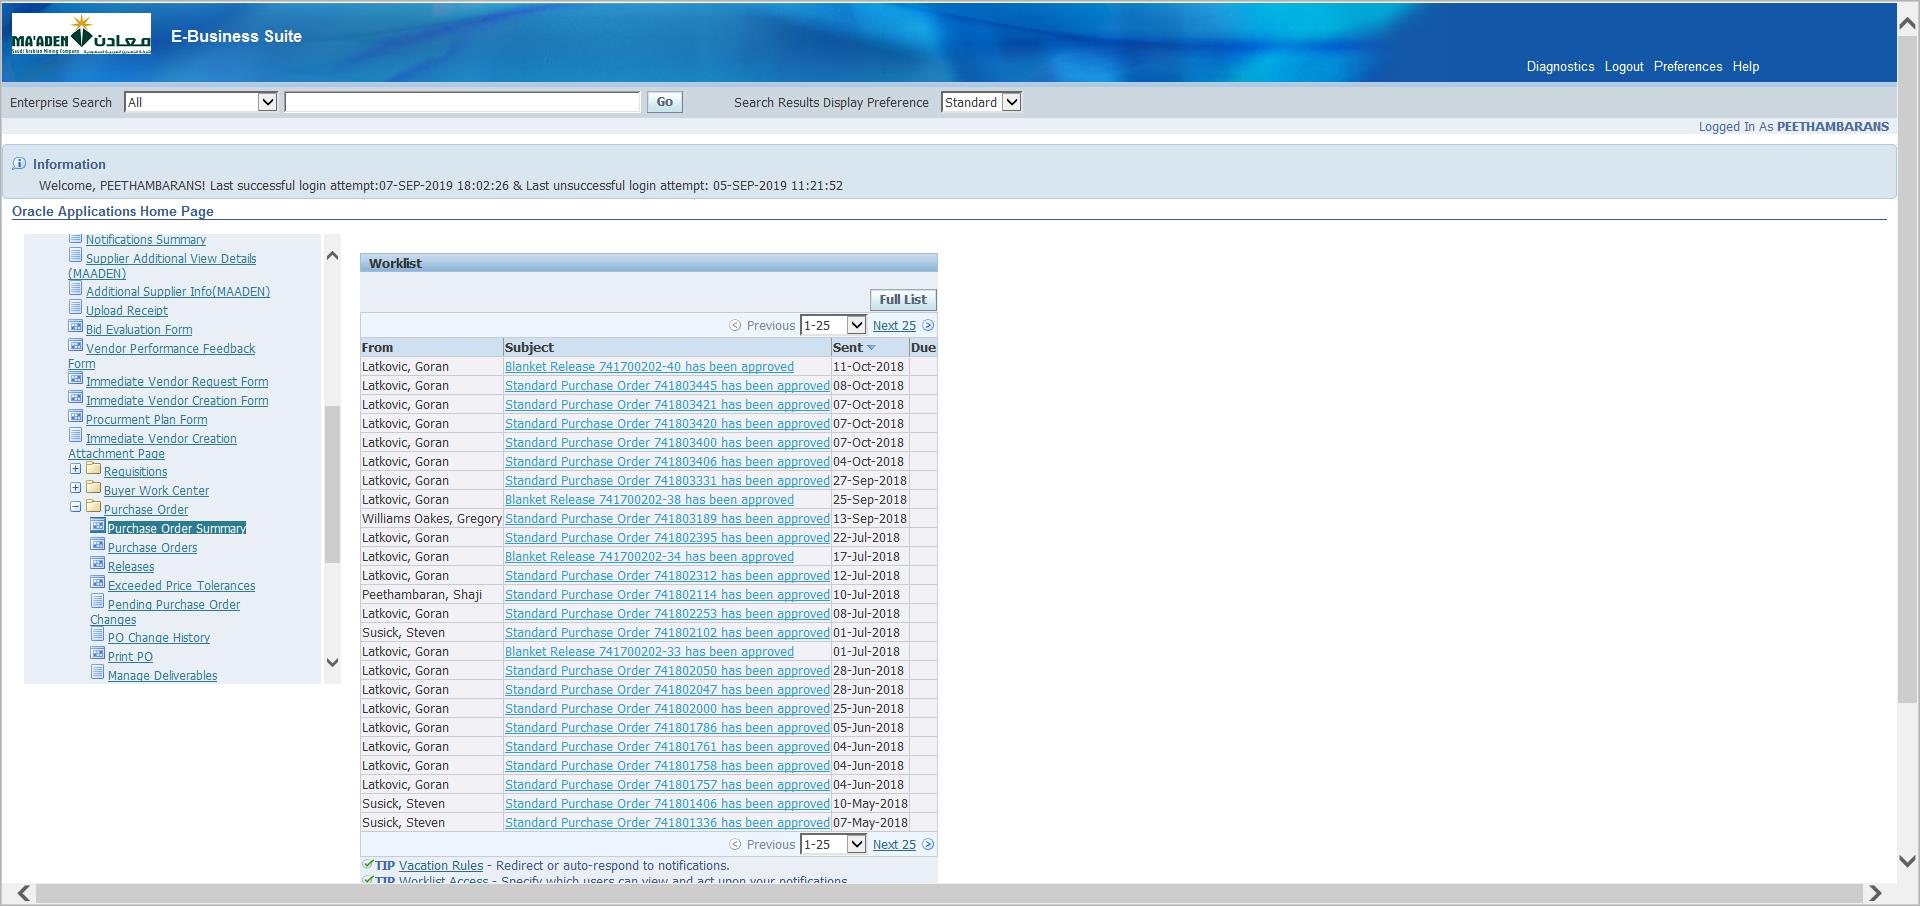 MA'ADEN معادن
Saudi Arabian Mining Company
E-Business Suite
Diagnostics Logout Preferences Help
Enterprise Search All Go Search Results Display Preference Standard
Logged In As PEETHAMBARANS
Information
Welcome, PEETHAMBARANS! Last successful login attempt:07-SEP-2019 18:02:26 & Last unsuccessful login attempt: 05-SEP-2019 11:21:52
Oracle Applications Home Page
Notifications Summary
Supplier Additional View Details
(MAADEN)
Additional Supplier Info(MAADEN)
Upload Receipt
Bid Evaluation Form
Vendor Performance Feedback
Form
Immediate Vendor Request Form
Immediate Vendor Creation Form
Procurment Plan Form
Immediate Vendor Creation
Attachment Page
Requisitions
Buyer Work Center
Purchase Order
Purchase Order Summary
Purchase Orders
Releases
Exceeded Price Tolerances
Pending Purchase Order
Changes
PO Change History
Print PO
Manage Deliverables
Worklist
Full List
Previous 1-25 Next 25
From Subject Sent Due
Latkovic, Goran Blanket Release 741700202-40 has been approved 11-Oct-2018
Latkovic, Goran Standard Purchase Order 741803445 has been approved 08-Oct-2018
Latkovic, Goran Standard Purchase Order 741803421 has been approved 07-Oct-2018
Latkovic, Goran Standard Purchase Order 741803420 has been approved 07-Oct-2018
Latkovic, Goran Standard Purchase Order 741803400 has been approved 07-Oct-2018
Latkovic, Goran Standard Purchase Order 741803406 has been approved 04-Oct-2018
Latkovic, Goran Standard Purchase Order 741803331 has been approved 27-Sep-2018
Latkovic, Goran Blanket Release 741700202-38 has been approved 25-Sep-2018
Williams Oakes, Gregory Standard Purchase Order 741803189 has been approved 13-Sep-2018
Latkovic, Goran Standard Purchase Order 741802395 has been approved 22-Jul-2018
Latkovic, Goran Blanket Release 741700202-34 has been approved 17-Jul-2018
Latkovic, Goran Standard Purchase Order 741802312 has been approved 12-Jul-2018
Peethambaran, Shaji Standard Purchase Order 741802114 has been approved 10-Jul-2018
Latkovic, Goran Standard Purchase Order 741802253 has been approved 08-Jul-2018
Susick, Steven Standard Purchase Order 741802102 has been approved 01-Jul-2018
Latkovic, Goran Blanket Release 741700202-33 has been approved 01-Jul-2018
Latkovic, Goran Standard Purchase Order 741802050 has been approved 28-Jun-2018
Latkovic, Goran Standard Purchase Order 741802047 has been approved 28-Jun-2018
Latkovic, Goran Standard Purchase Order 741802000 has been approved 25-Jun-2018
Latkovic, Goran Standard Purchase Order 741801786 has been approved 05-Jun-2018
Latkovic, Goran Standard Purchase Order 741801761 has been approved 04-Jun-2018
Latkovic, Goran Standard Purchase Order 741801758 has been approved 04-Jun-2018
Latkovic, Goran Standard Purchase Order 741801757 has been approved 04-Jun-2018
Susick, Steven Standard Purchase Order 741801406 has been approved 10-May-2018
Susick, Steven Standard Purchase Order 741801336 has been approved 07-May-2018
Previous 1-25 Next 25
TIP Vacation Rules - Redirect or auto-respond to notifications.
TIP Worklist Access - Specify which users can view and act upon your notifications.